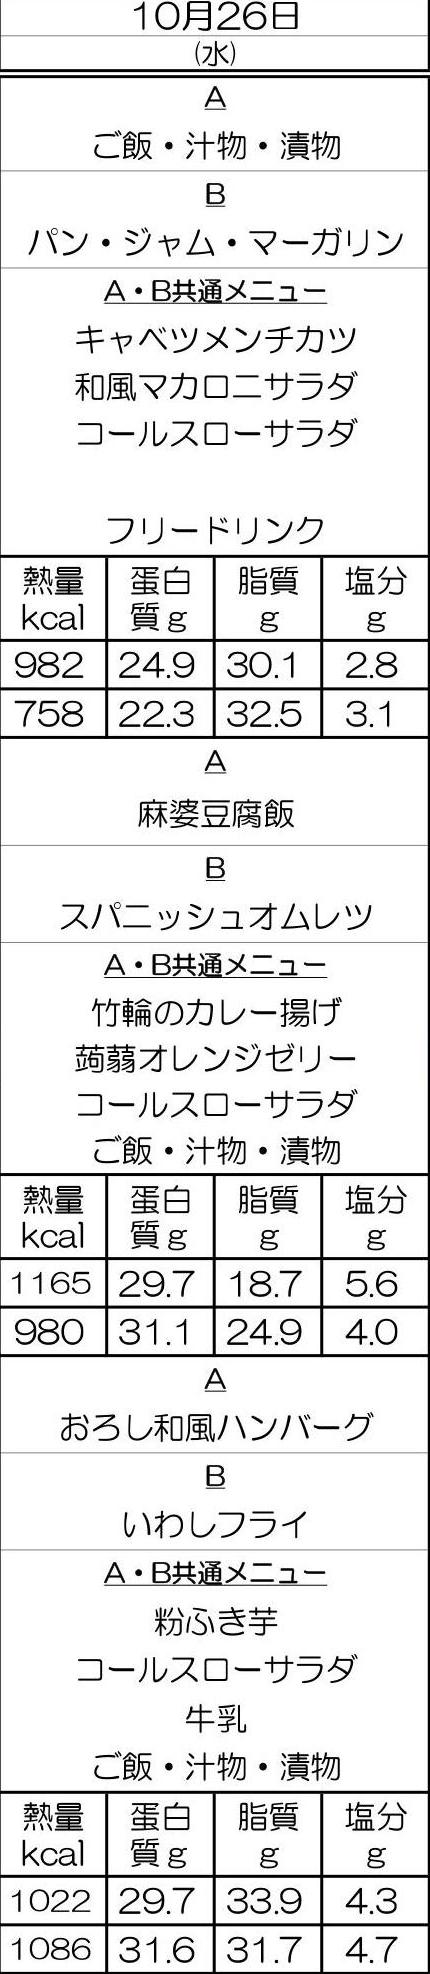 10月26日
(水)
A
ご飯・汁物・漬物
B
パン・ジャム・マーガリン
A・B共通メニュー
キャベツメンチカツ
和風マカロニサラダ
コールスローサラダ
フリードリンク
熱量 蛋白 脂質 塩分
kcal 質g g g
982 24.9 30.1 2.8
758 22.3 32.5 3.1
A
麻婆豆腐飯
B
スパニッシュオムレツ
A・B共通メニュー
竹輪のカレー揚げ
蒟蒻オレンジゼリー
コールスローサラダ
ご飯・汁物・漬物
熱量 蛋白 脂質 塩分
kcal 質g g g
1165 29.7 18.7 5.6
980 31.1 24.9 4.0
A
おろし和風ハンバーグ
B
いわしフライ
A・B共通メニュー
粉ふき芋
コールスローサラダ
牛乳
ご飯・汁物・漬物
熱量 蛋白 脂質 塩分
kcal 質g g g
1022 29.7 33.9 4.3
1086 31.6 31.7 4.7